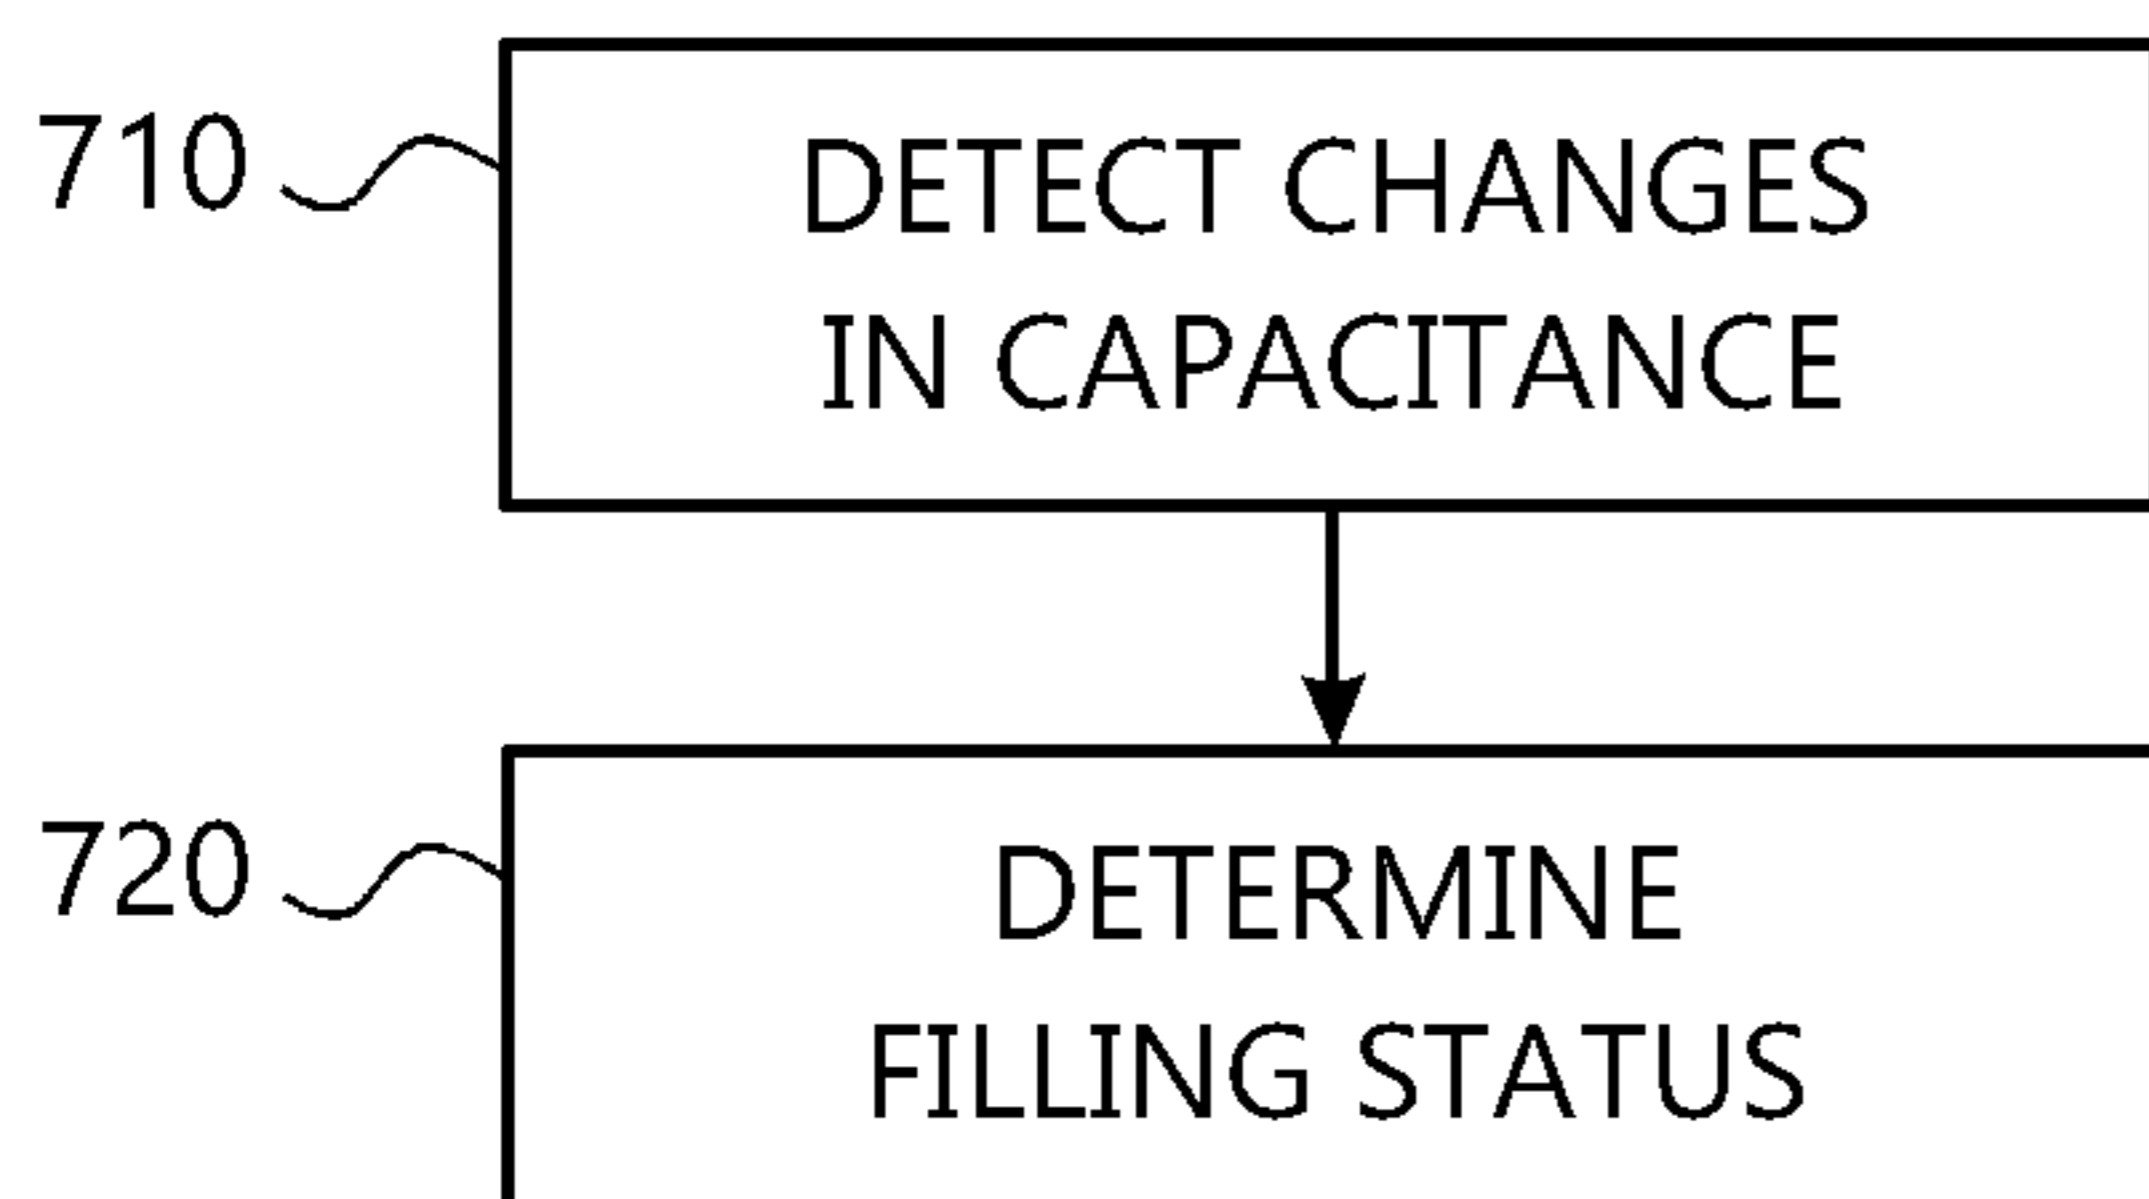 710
DETECT CHANGES
IN CAPACITANCE
720
DETERMINE
FILLING STATUS